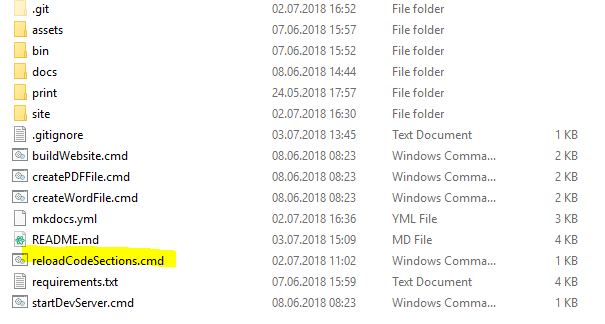 .git 02.07.2018 16:52 File folder
assets 07.06.2018 15:57 File folder
bin 07.06.2018 15:52 File folder
docs 08.06.2018 14:44 File folder
print 24.05.2018 17:57 File folder
site 02.07.2018 16:30 File folder
.gitignore 03.07.2018 13:45 Text Document 1 KB
buildWebsite.cmd 08.06.2018 08:23 Windows Comma... 2 KB
createPDFFile.cmd 08.06.2018 08:23 Windows Comma... 2 KB
createWordFile.cmd 08.06.2018 08:23 Windows Comma... 2 KB
mkdocs.yml 02.07.2018 16:36 YML File 3 KB
README.md 03.07.2018 15:09 MD File 4 KB
reloadCodeSections.cmd 02.07.2018 11:02 Windows Comma... 1 KB
requirements.txt 07.06.2018 15:59 Text Document 4 KB
startDevServer.cmd 08.06.2018 08:23 Windows Comma... 1 KB